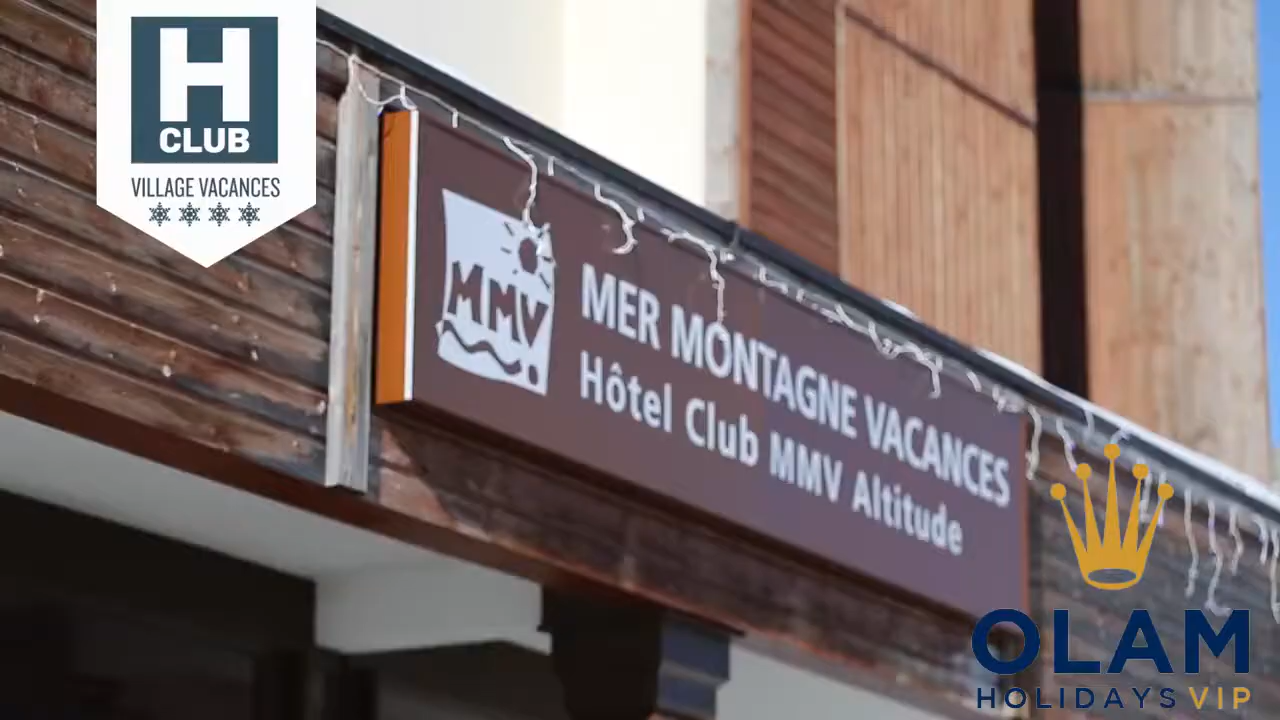 H
CLUB
VILLAGE VACANCES
MMV
MER MONTAGNE VACANCES
Hôtel Club MMV Altitude
OLAM
HOLIDAYS VIP